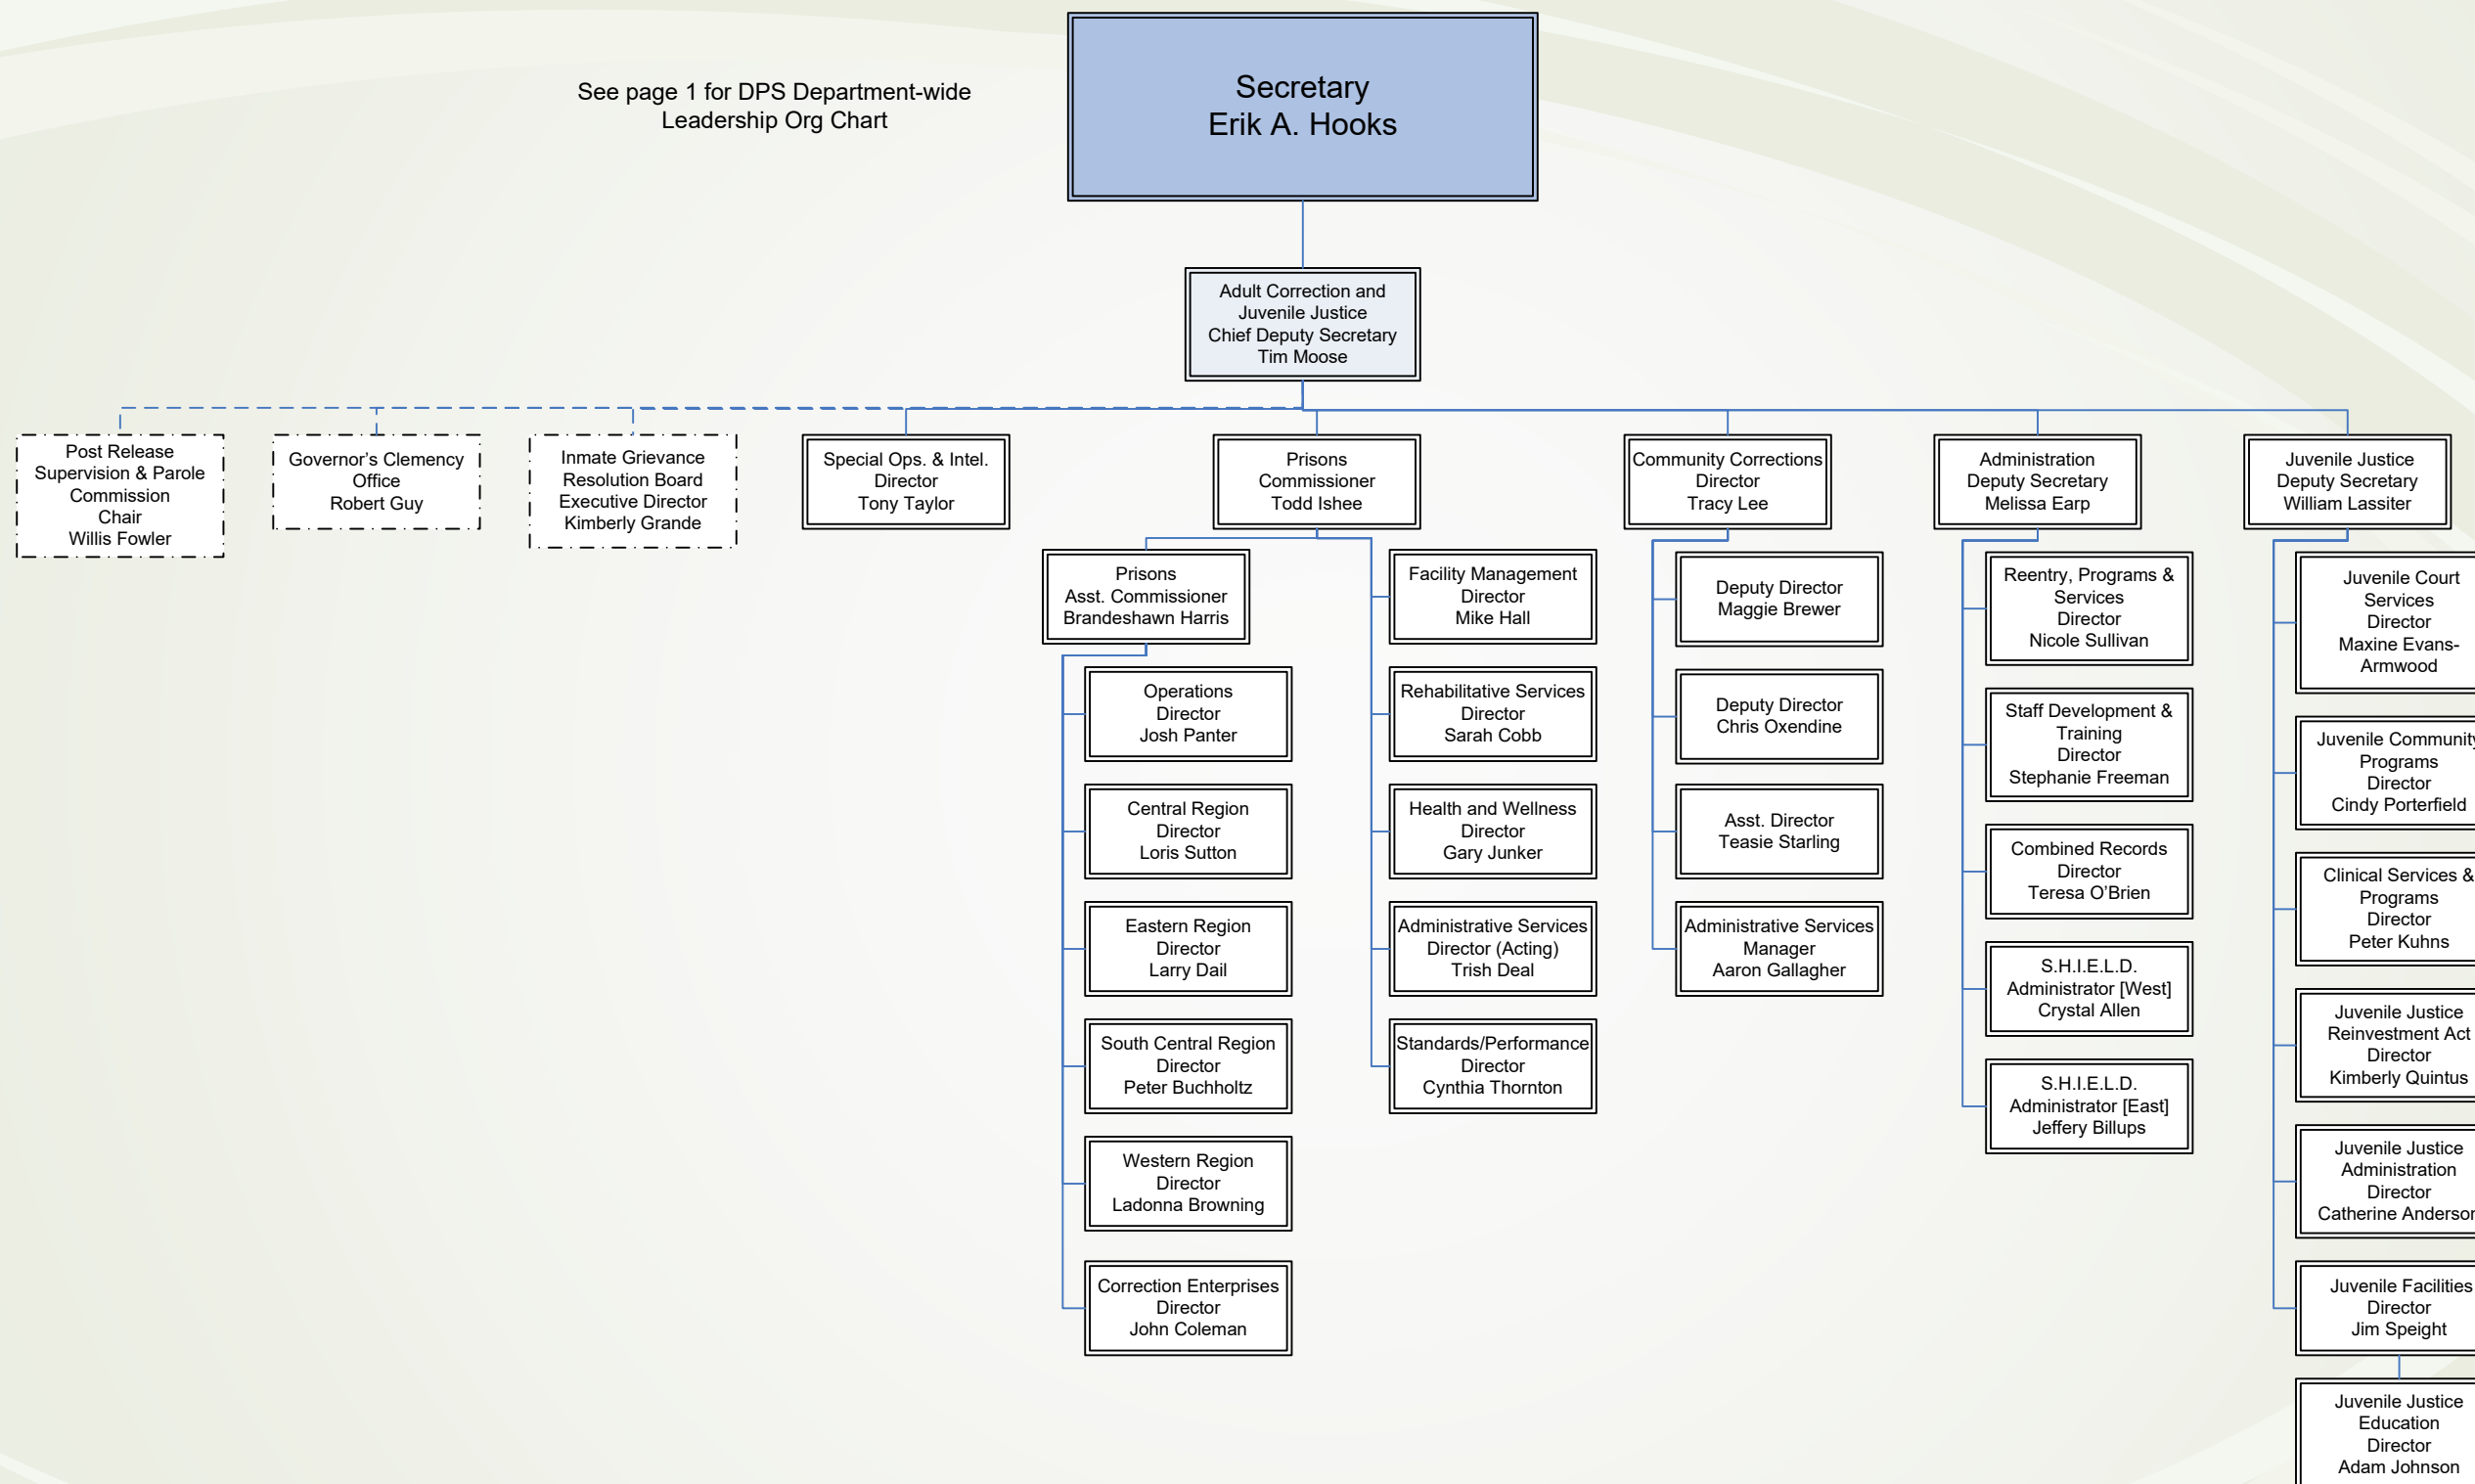 See page 1 for DPS Department-wide
Leadership Org Chart
Secretary
Erik A. Hooks
Adult Correction and
Juvenile Justice
Chief Deputy Secretary
Tim Moose
Post Release
Supervision & Parole
Commission
Chair
Willis Fowler
Governor’s Clemency
Office
Robert Guy
Inmate Grievance
Resolution Board
Executive Director
Kimberly Grande
Special Ops. & Intel.
Director
Tony Taylor
Prisons
Commissioner
Todd Ishee
Prisons
Asst. Commissioner
Brandeshawn Harris
Operations
Director
Josh Panter
Central Region
Director
Loris Sutton
Eastern Region
Director
Larry Dail
South Central Region
Director
Peter Buchholtz
Western Region
Director
Ladonna Browning
Correction Enterprises
Director
John Coleman
Facility Management
Director
Mike Hall
Rehabilitative Services
Director
Sarah Cobb
Health and Wellness
Director
Gary Junker
Administrative Services
Director (Acting)
Trish Deal
Standards/Performance
Director
Cynthia Thornton
Community Corrections
Director
Tracy Lee
Deputy Director
Maggie Brewer
Deputy Director
Chris Oxendine
Asst. Director
Teasie Starling
Administrative Services
Manager
Aaron Gallagher
Administration
Deputy Secretary
Melissa Earp
Reentry, Programs &
Services
Director
Nicole Sullivan
Staff Development &
Training
Director
Stephanie Freeman
Combined Records
Director
Teresa O’Brien
S.H.I.E.L.D.
Administrator [West]
Crystal Allen
S.H.I.E.L.D.
Administrator [East]
Jeffery Billups
Juvenile Justice
Deputy Secretary
William Lassiter
Juvenile Court
Services
Director
Maxine Evans-
Armwood
Juvenile Community
Programs
Director
Cindy Porterfield
Clinical Services &
Programs
Director
Peter Kuhns
Juvenile Justice
Reinvestment Act
Director
Kimberly Quintus
Juvenile Justice
Administration
Director
Catherine Anderson
Juvenile Facilities
Director
Jim Speight
Juvenile Justice
Education
Director
Adam Johnson